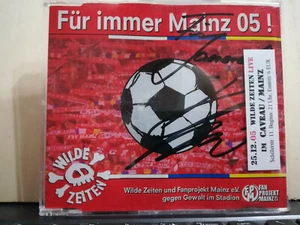 Für immer Mainz 05 !
25.12.05 WILDE ZEITEN LIVE
IM CAVEAU / MAINZ
WILDE
ZEITEN
Wilde Zeiten und Fanprojekt Mainz e.V.
gegen Gewalt im Stadion
FAN
PROJEKT
MAINZ